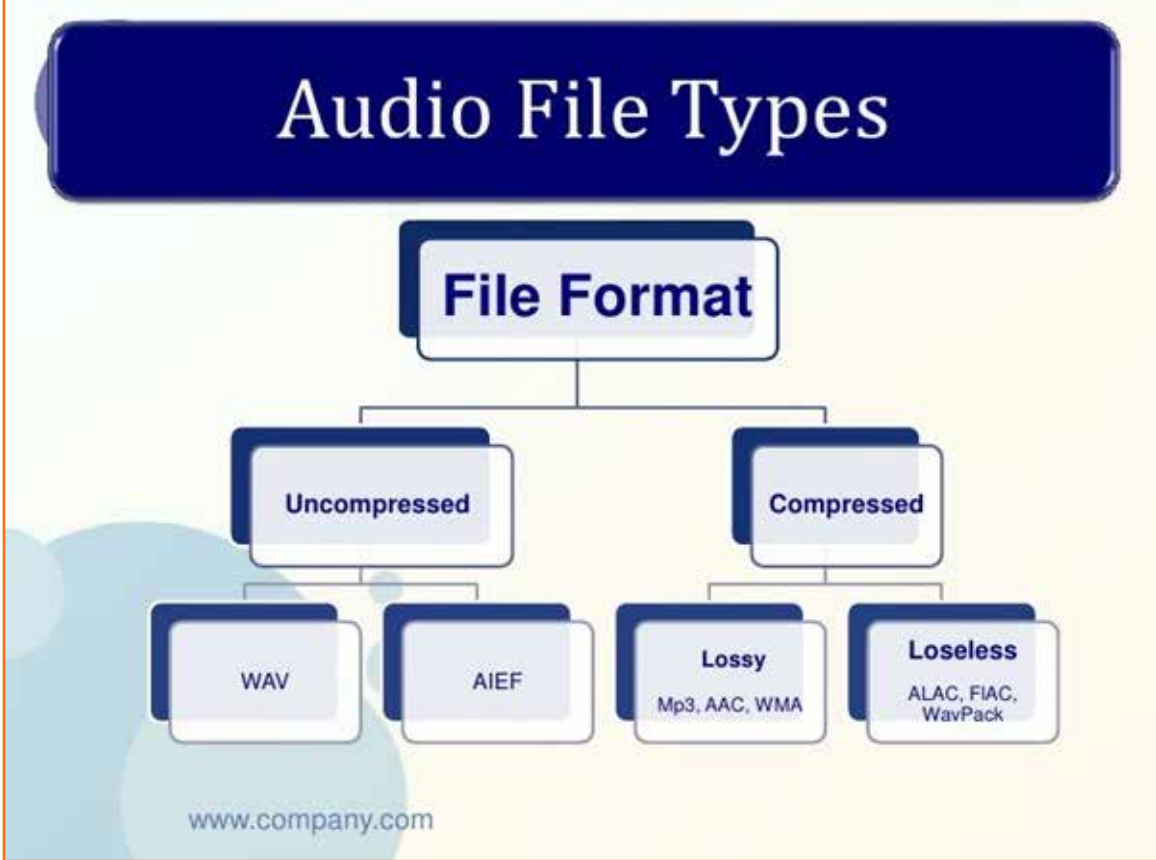 Audio File Types
File Format
Uncompressed
Compressed
WAV
AIEF
Lossy
Mp3, AAC, WMA
Loseless
ALAC, FlAC,
WavPack
www.company.com